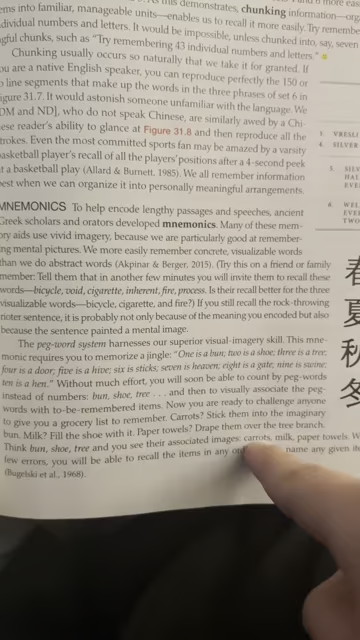 this demonstrates, chunking information—
into familiar, manageable units—enables us to recall it more easily. Try
individual numbers and letters. It would be impossible, unless chunked into, say, seven
chunks, such as "Try remembering 43 individual numbers and letters."
Chunking usually occurs so naturally that we take it for granted. If
you are a native English speaker, you can reproduce perfectly the 150 or
line segments that make up the words in the three phrases of set 6 in
Figure 31.7. It would astonish someone unfamiliar with the language. We
DM and ND], who do not speak Chinese, are similarly awed by a
reader's ability to glance at Figure 31.8 and then reproduce all the
strokes. Even the most committed sports fan may be amazed by a varsity
basketball player's recall of all the players' positions after a 4-second peek
at a basketball play (Allard & Burnett, 1985). We all remember information
best when we can organize it into personally meaningful arrangements.
MNEMONICS To help encode lengthy passages and speeches, ancient
Greek scholars and orators developed mnemonics. Many of these
aids use vivid imagery, because we are particularly good at
mental pictures. We more easily remember concrete, visualizable words
than we do abstract words (Akpinar & Berger, 2015). (Try this on a friend or family
member: Tell them that in another few minutes you will invite them to recall these
words—bicycle, void, cigarette, inherent, fire, process. Is their recall better for the three
visualizable words—bicycle, cigarette, and fire?) If you still recall the rock-throwing
rioter sentence, it is probably not only because of the meaning you encoded but also
because the sentence painted a mental image.
The peg-word system harnesses our superior visual-imagery skill. This
monic requires you to memorize a jingle: "One is a bun; two is a shoe; three is a tree;
four is a door; five is a hive; six is sticks; seven is heaven; eight is a gate; nine is swine;
ten is a hen." Without much effort, you will soon be able to count by peg-words
instead of numbers: bun, shoe, tree . . . and then to visually associate the
words with to-be-remembered items. Now you are ready to challenge anyone
to give you a grocery list to remember. Carrots? Stick them into the imaginary
bun. Milk? Fill the shoe with it. Paper towels? Drape them over the tree branch.
Think bun, shoe, tree and you see their associated images: carrots, milk, paper towels.
few errors, you will be able to recall the items in any name any given
(Bugelski et al., 1968).
春
夏
秋
冬